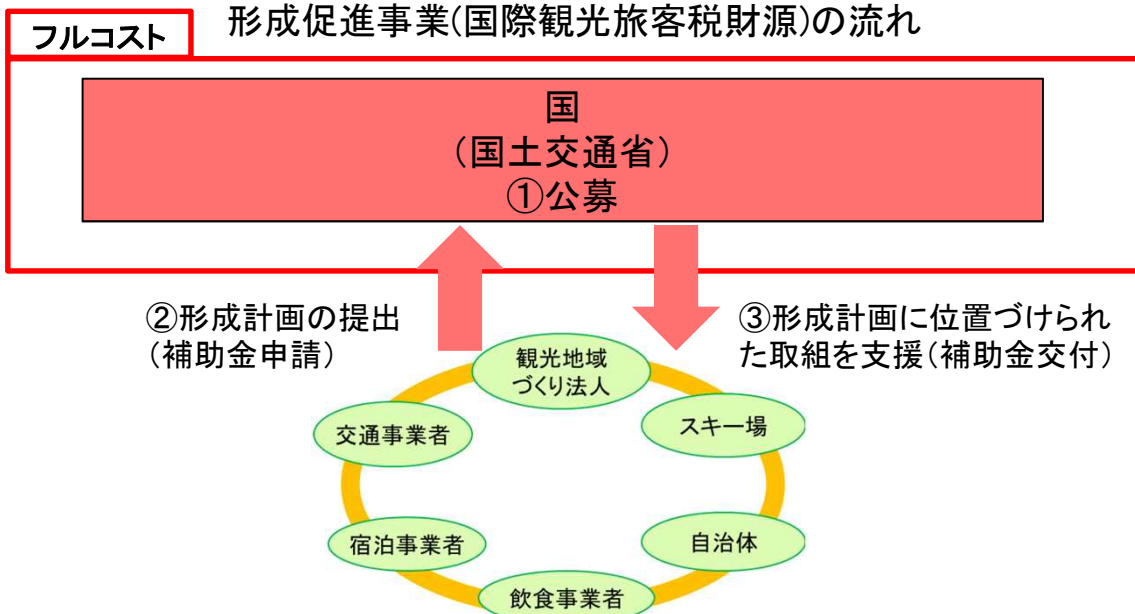 形成促進事業(国際観光旅客税財源)の流れ
フルコスト
国
（国土交通省）
①公募
②形成計画の提出
（補助金申請）
③形成計画に位置づけられ
た取組を支援（補助金交付）
観光地域
づくり法人
交通事業者
スキー場
宿泊事業者
自治体
飲食事業者